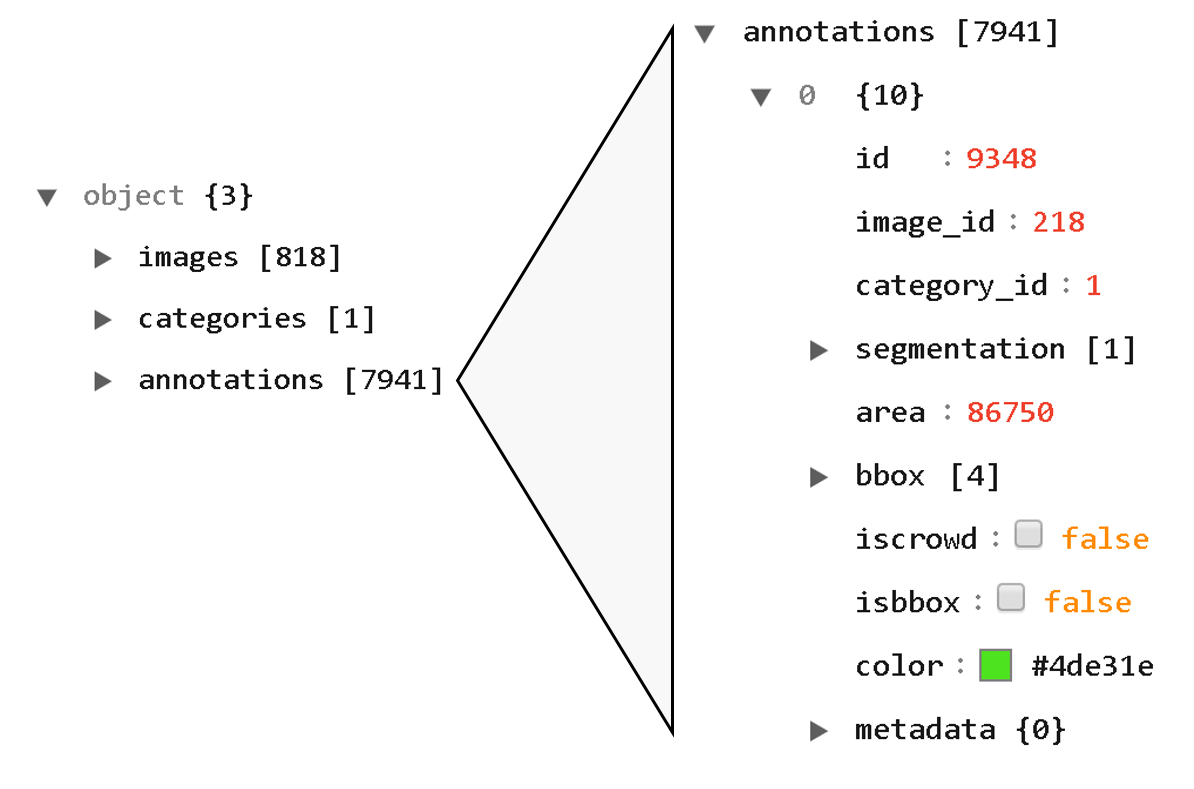 object {3}
images [818]
categories [1]
annotations [7941]
annotations [7941]
0 {10}
id : 9348
image_id : 218
category_id : 1
segmentation [1]
area : 86750
bbox [4]
iscrowd : false
isbbox : false
color : #4de31e
metadata {0}